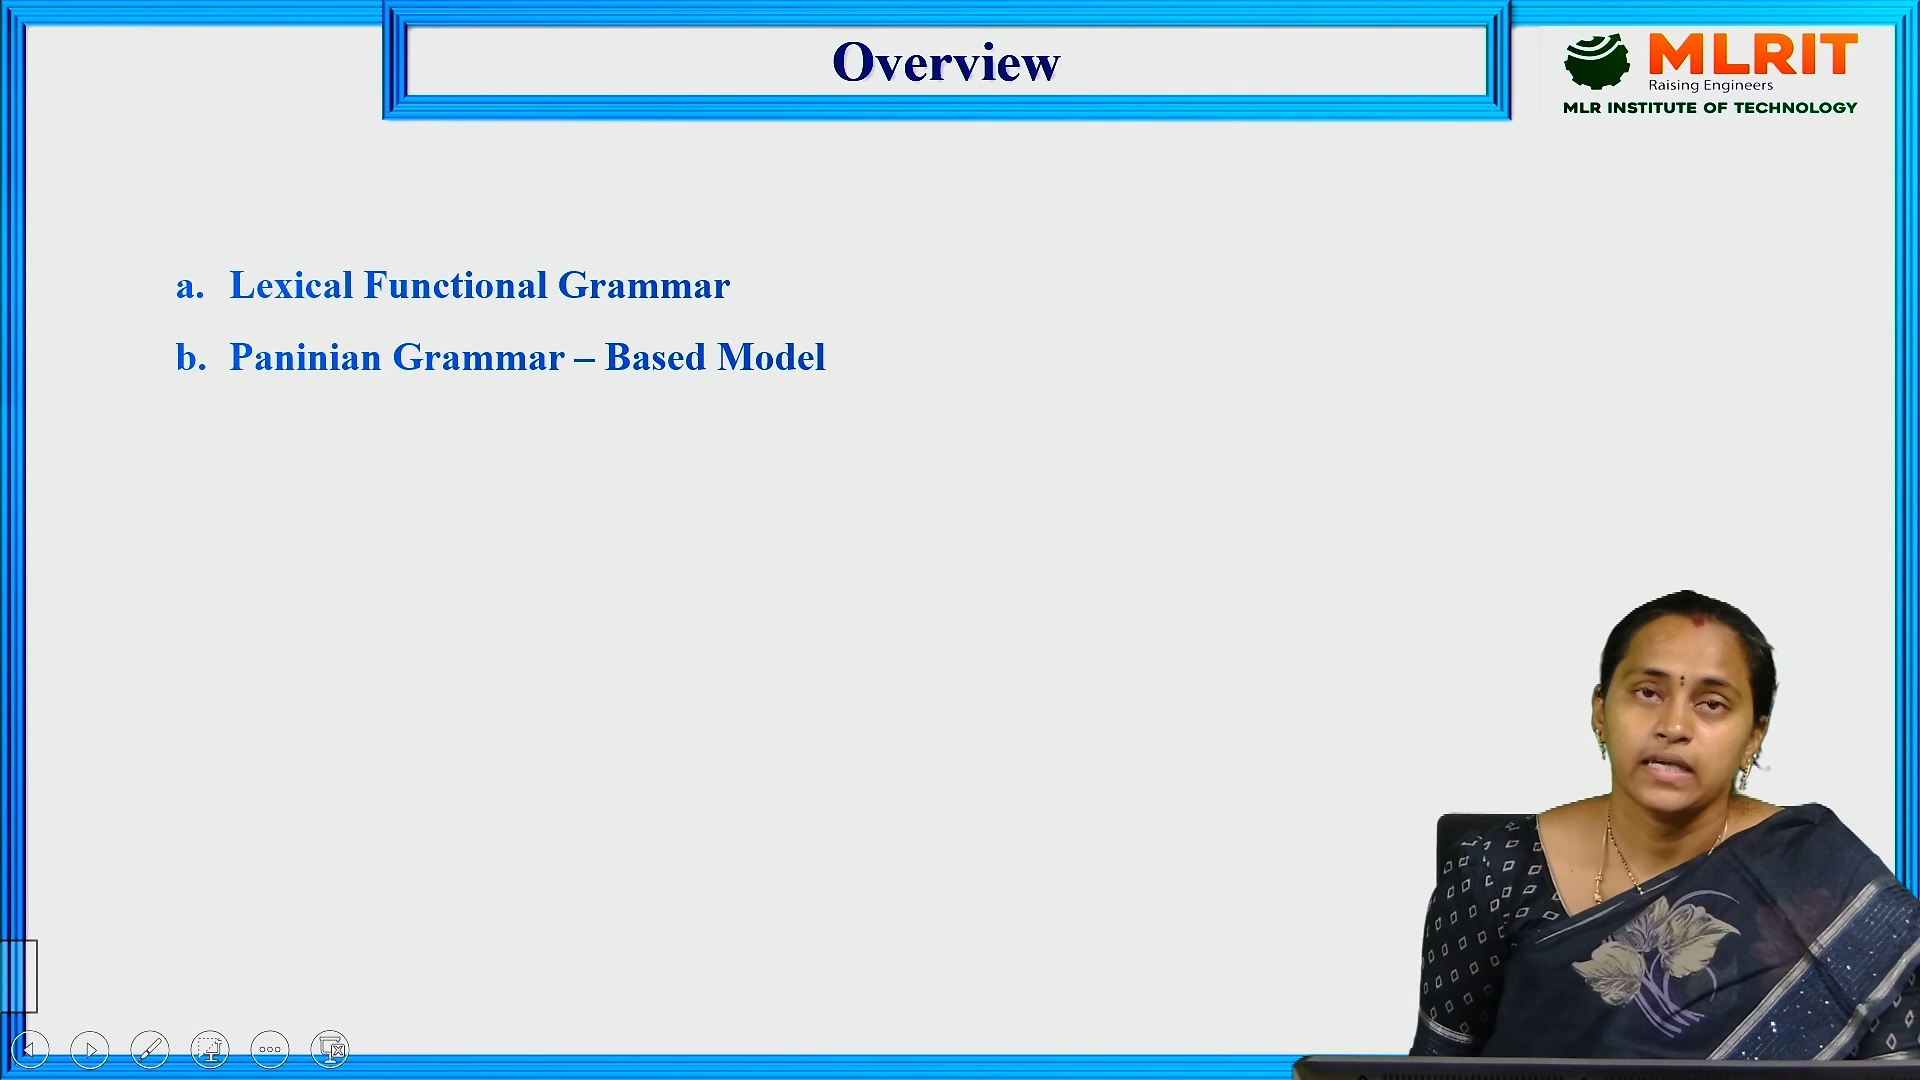 Overview
MLRIT
Raising Engineers
MLR INSTITUTE OF TECHNOLOGY
a. Lexical Functional Grammar
b. Paninian Grammar – Based Model